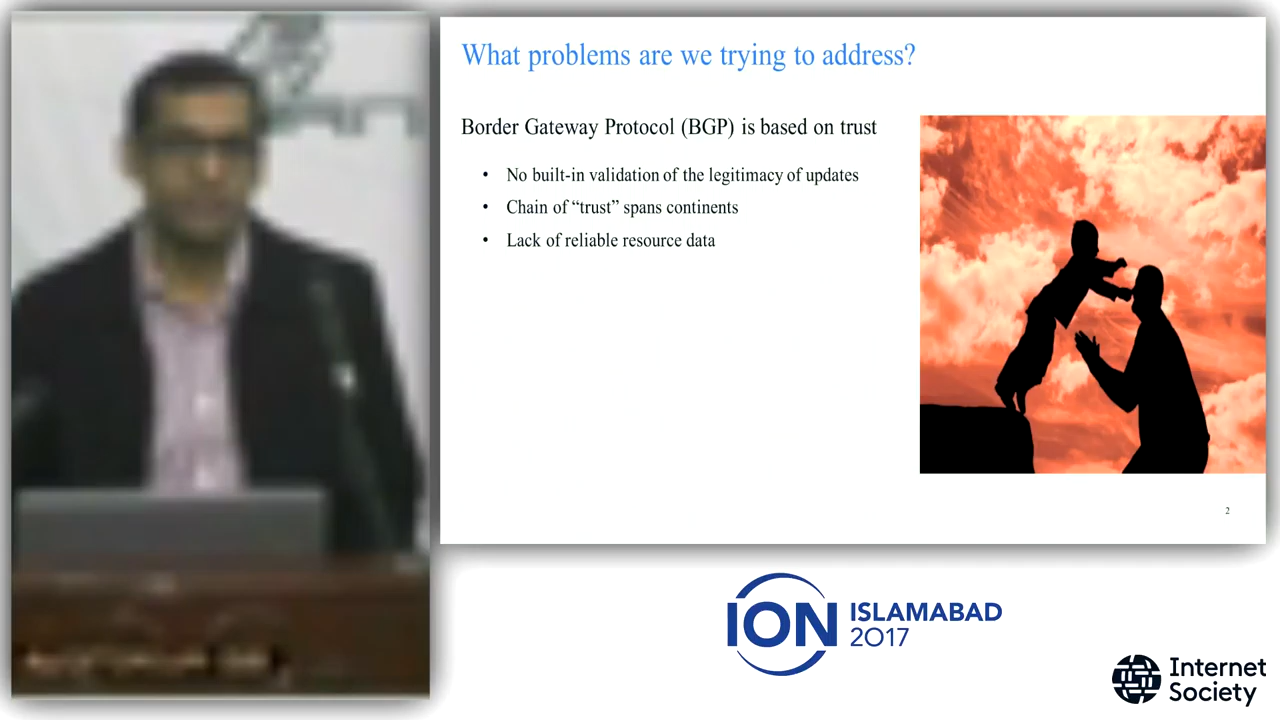 What problems are we trying to address?
Border Gateway Protocol (BGP) is based on trust
• No built-in validation of the legitimacy of updates
• Chain of “trust” spans continents
• Lack of reliable resource data
2
ION ISLAMABAD
2017
Internet
Society